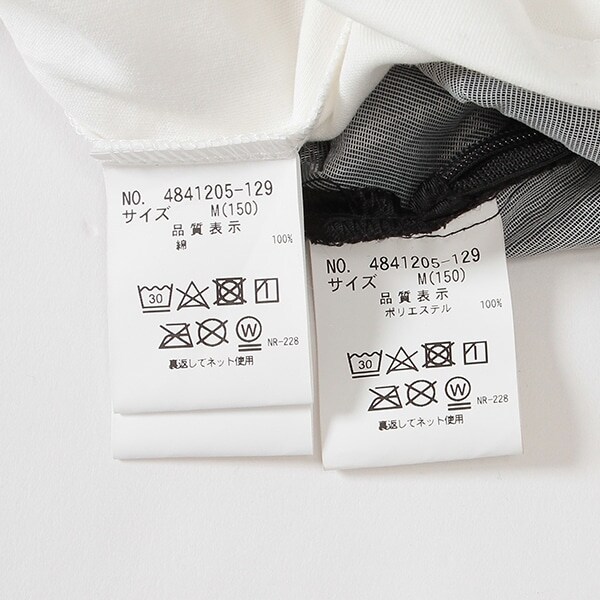 NO. 4841205-129
サイズ M(150)
品質表示
綿 100%
30
W
NR-228
裏返してネット使用
NO. 4841205-129
サイズ M(150)
品質表示
ポリエステル 100%
30
W
NR-228
裏返してネット使用